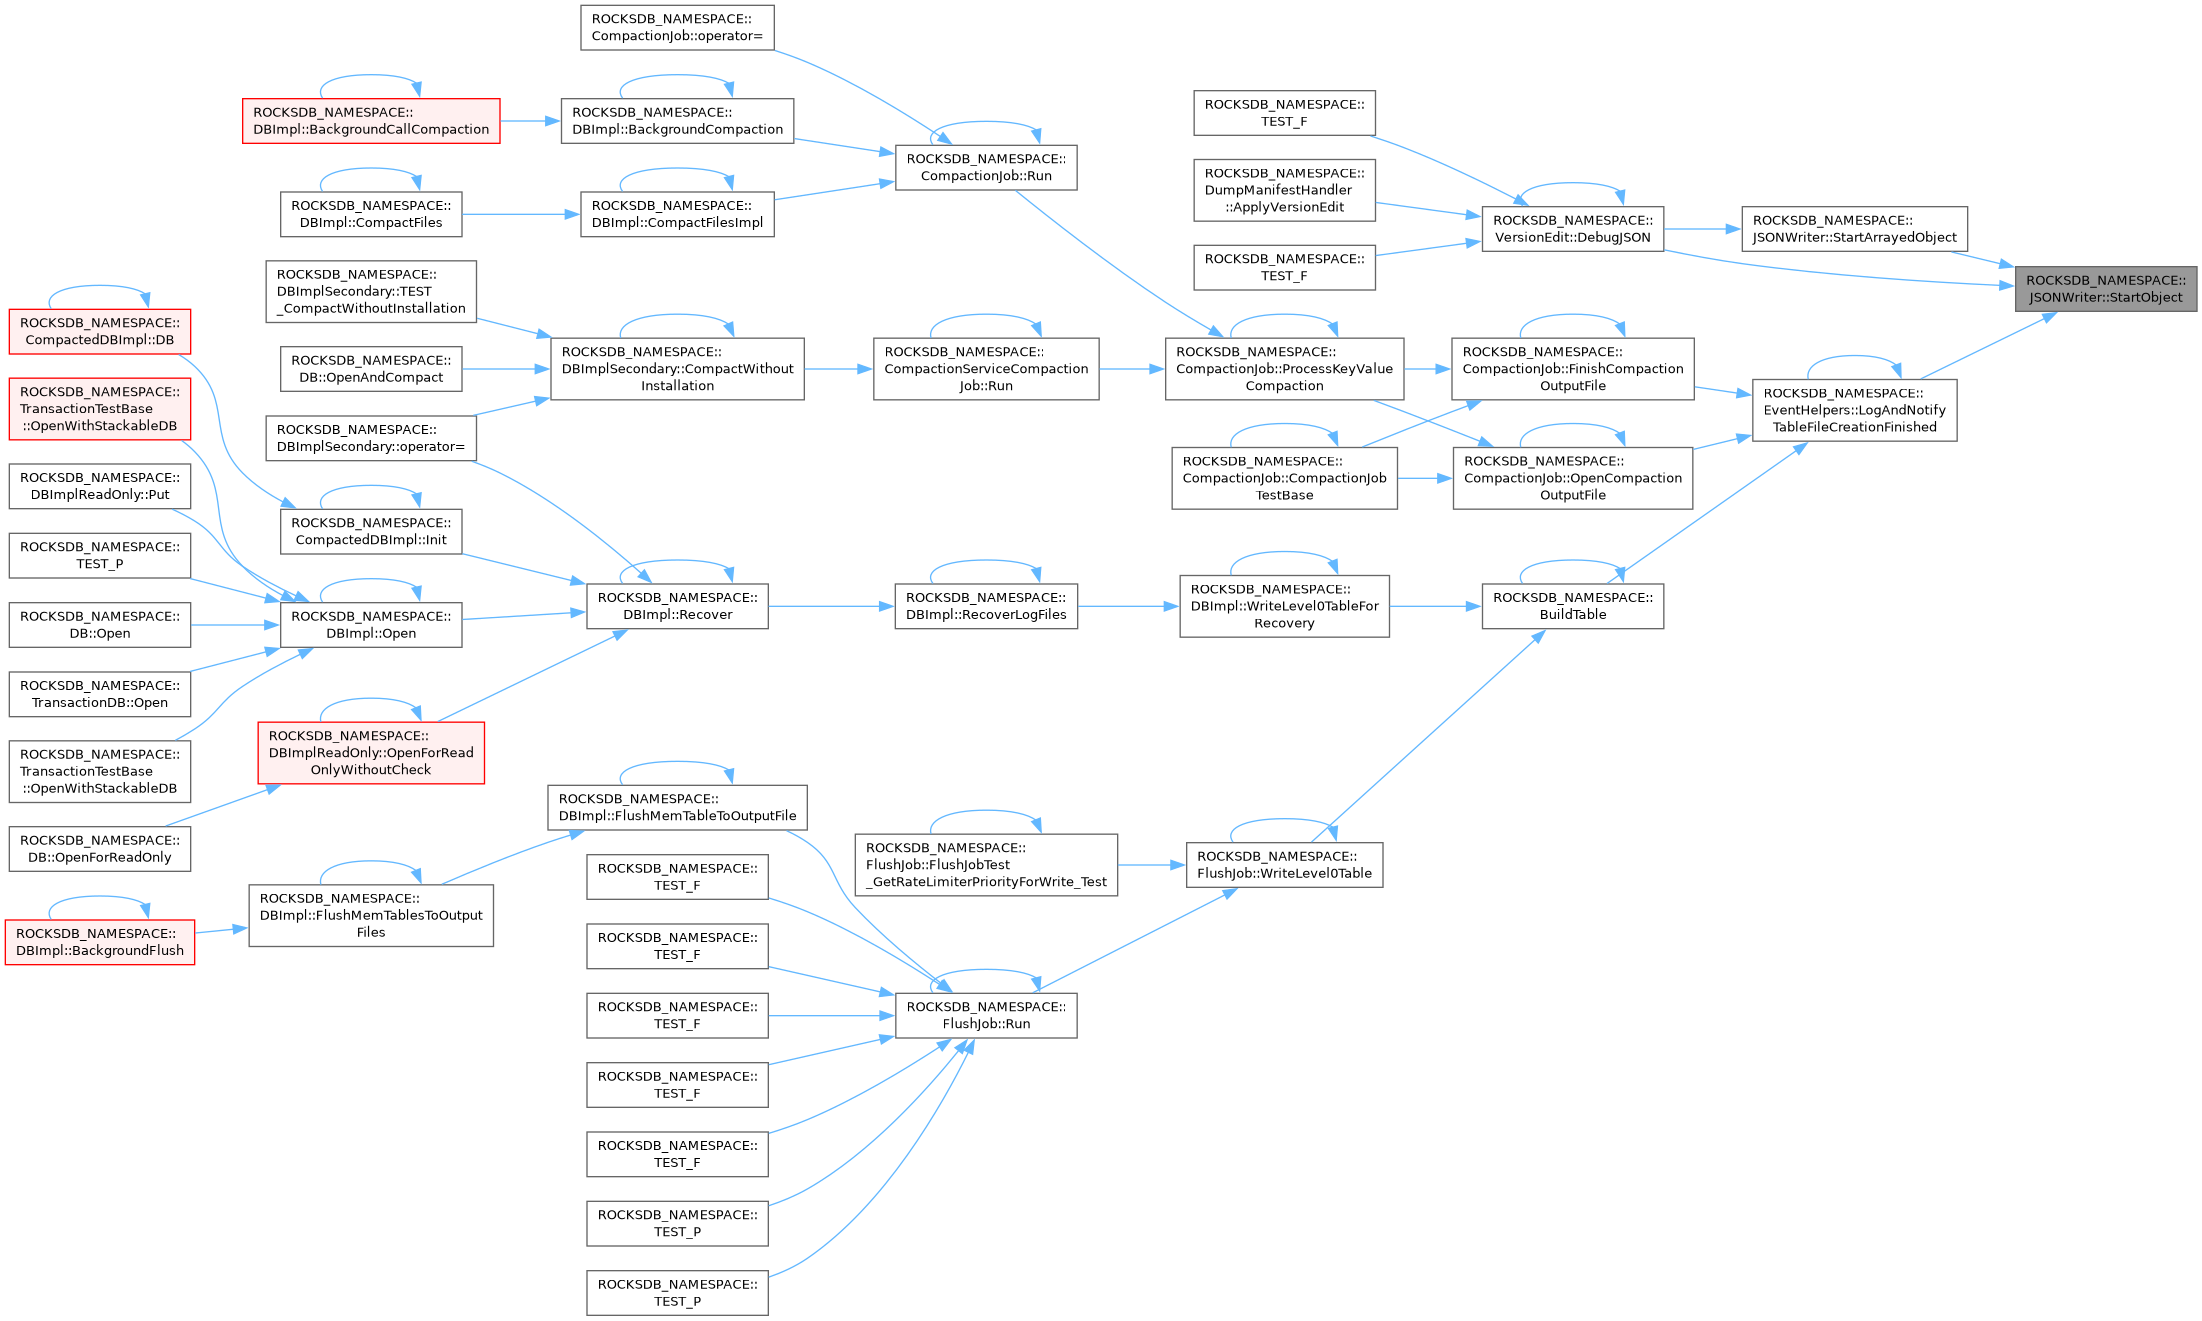 ROCKSDB_NAMESPACE::
CompactionJob::operator=
ROCKSDB_NAMESPACE::
DBImpl::BackgroundCallCompaction
ROCKSDB_NAMESPACE::
DBImpl::BackgroundCompaction
ROCKSDB_NAMESPACE::
TEST_F
ROCKSDB_NAMESPACE::
CompactionJob::Run
ROCKSDB_NAMESPACE::
DumpManifestHandler
::ApplyVersionEdit
ROCKSDB_NAMESPACE::
DBImpl::CompactFiles
ROCKSDB_NAMESPACE::
DBImpl::CompactFilesImpl
ROCKSDB_NAMESPACE::
VersionEdit::DebugJSON
ROCKSDB_NAMESPACE::
JSONWriter::StartArrayedObject
ROCKSDB_NAMESPACE::
TEST_F
ROCKSDB_NAMESPACE::
JSONWriter::StartObject
ROCKSDB_NAMESPACE::
DBImplSecondary::TEST
_CompactWithoutInstallation
ROCKSDB_NAMESPACE::
CompactedDBImpl::DB
ROCKSDB_NAMESPACE::
DB::OpenAndCompact
ROCKSDB_NAMESPACE::
DBImplSecondary::CompactWithout
Installation
ROCKSDB_NAMESPACE::
CompactionServiceCompaction
Job::Run
ROCKSDB_NAMESPACE::
CompactionJob::ProcessKeyValue
Compaction
ROCKSDB_NAMESPACE::
CompactionJob::FinishCompaction
OutputFile
ROCKSDB_NAMESPACE::
EventHelpers::LogAndNotify
TableFileCreationFinished
ROCKSDB_NAMESPACE::
TransactionTestBase
::OpenWithStackableDB
ROCKSDB_NAMESPACE::
DBImplSecondary::operator=
ROCKSDB_NAMESPACE::
CompactionJob::CompactionJob
TestBase
ROCKSDB_NAMESPACE::
CompactionJob::OpenCompaction
OutputFile
ROCKSDB_NAMESPACE::
DBImplReadOnly::Put
ROCKSDB_NAMESPACE::
CompactedDBImpl::Init
ROCKSDB_NAMESPACE::
TEST_P
ROCKSDB_NAMESPACE::
DB::Open
ROCKSDB_NAMESPACE::
DBImpl::Open
ROCKSDB_NAMESPACE::
DBImpl::Recover
ROCKSDB_NAMESPACE::
DBImpl::RecoverLogFiles
ROCKSDB_NAMESPACE::
DBImpl::WriteLevel0TableFor
Recovery
ROCKSDB_NAMESPACE::
BuildTable
ROCKSDB_NAMESPACE::
TransactionDB::Open
ROCKSDB_NAMESPACE::
TransactionTestBase
::OpenWithStackableDB
ROCKSDB_NAMESPACE::
DBImplReadOnly::OpenForRead
OnlyWithoutCheck
ROCKSDB_NAMESPACE::
DBImpl::FlushMemTableToOutputFile
ROCKSDB_NAMESPACE::
DB::OpenForReadOnly
ROCKSDB_NAMESPACE::
TEST_F
ROCKSDB_NAMESPACE::
FlushJob::FlushJobTest
_GetRateLimiterPriorityForWrite_Test
ROCKSDB_NAMESPACE::
FlushJob::WriteLevel0Table
ROCKSDB_NAMESPACE::
DBImpl::BackgroundFlush
ROCKSDB_NAMESPACE::
DBImpl::FlushMemTablesToOutput
Files
ROCKSDB_NAMESPACE::
TEST_F
ROCKSDB_NAMESPACE::
TEST_F
ROCKSDB_NAMESPACE::
FlushJob::Run
ROCKSDB_NAMESPACE::
TEST_F
ROCKSDB_NAMESPACE::
TEST_F
ROCKSDB_NAMESPACE::
TEST_P
ROCKSDB_NAMESPACE::
TEST_P